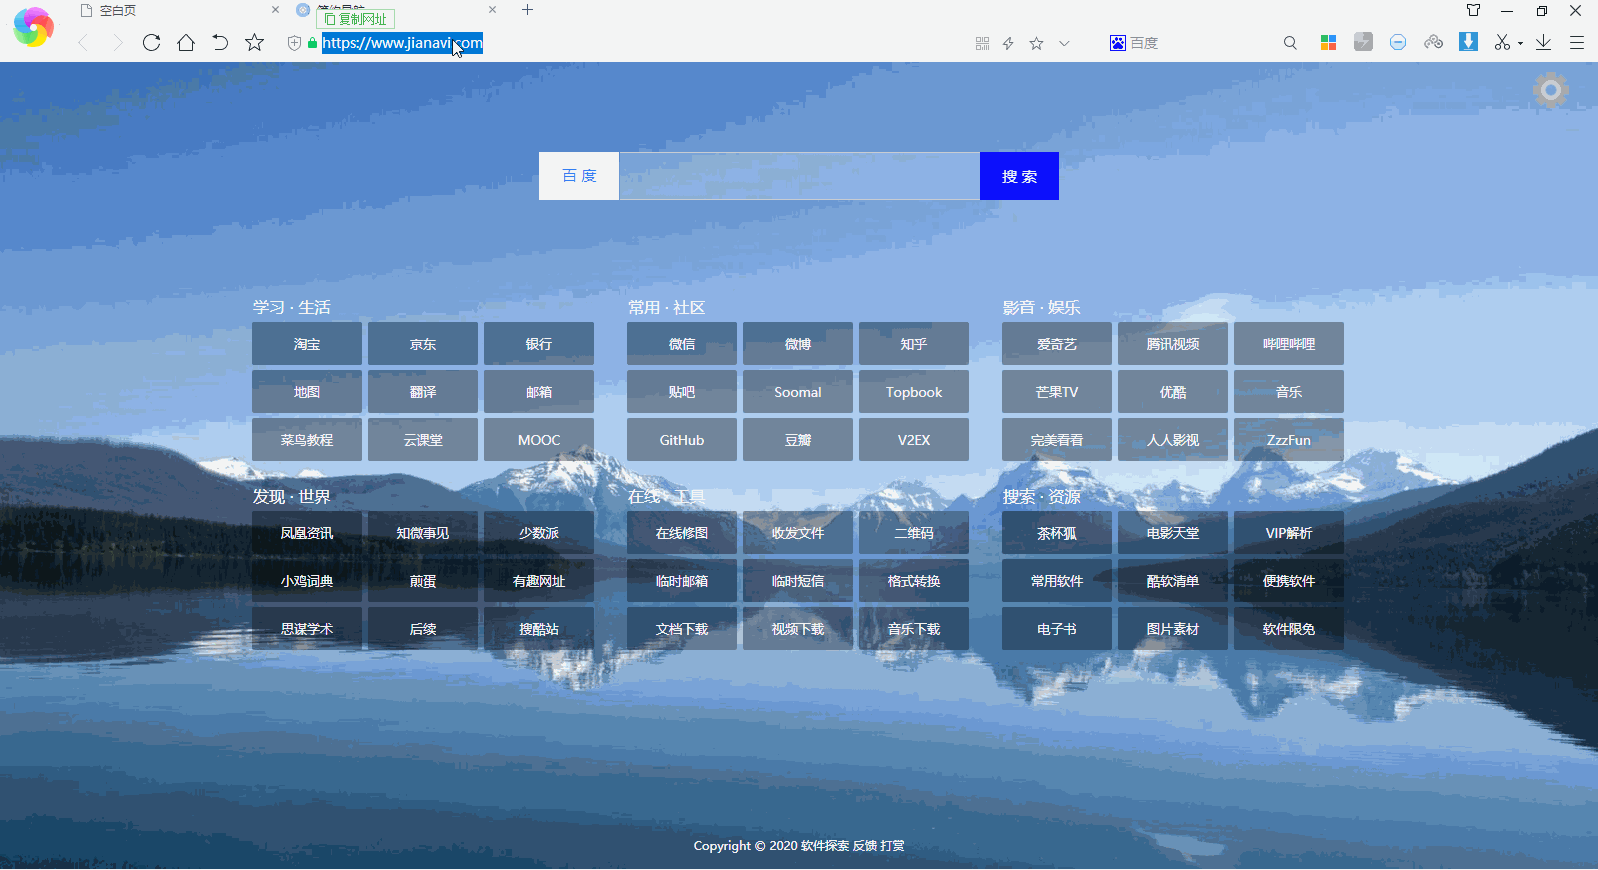 空白页
简约导航
复制网址
https://www.jianavi.com
百度
百 度
搜 索
学习 · 生活
淘宝 京东 银行
地图 翻译 邮箱
菜鸟教程 云课堂 MOOC
常用 · 社区
微信 微博 知乎
贴吧 Soomal Topbook
GitHub 豆瓣 V2EX
影音 · 娱乐
爱奇艺 腾讯视频 哔哩哔哩
芒果TV 优酷 音乐
完美看看 人人影视 ZzzFun
发现 · 世界
凤凰资讯 知微事见 少数派
小鸡词典 煎蛋 有趣网址
思谋学术 后续 搜酷站
在线 · 工具
在线修图 收发文件 二维码
临时邮箱 临时短信 格式转换
文档下载 视频下载 音乐下载
搜索 · 资源
茶杯狐 电影天堂 VIP解析
常用软件 酷软清单 便携软件
电子书 图片素材 软件限免
Copyright © 2020 软件探索 反馈 打赏